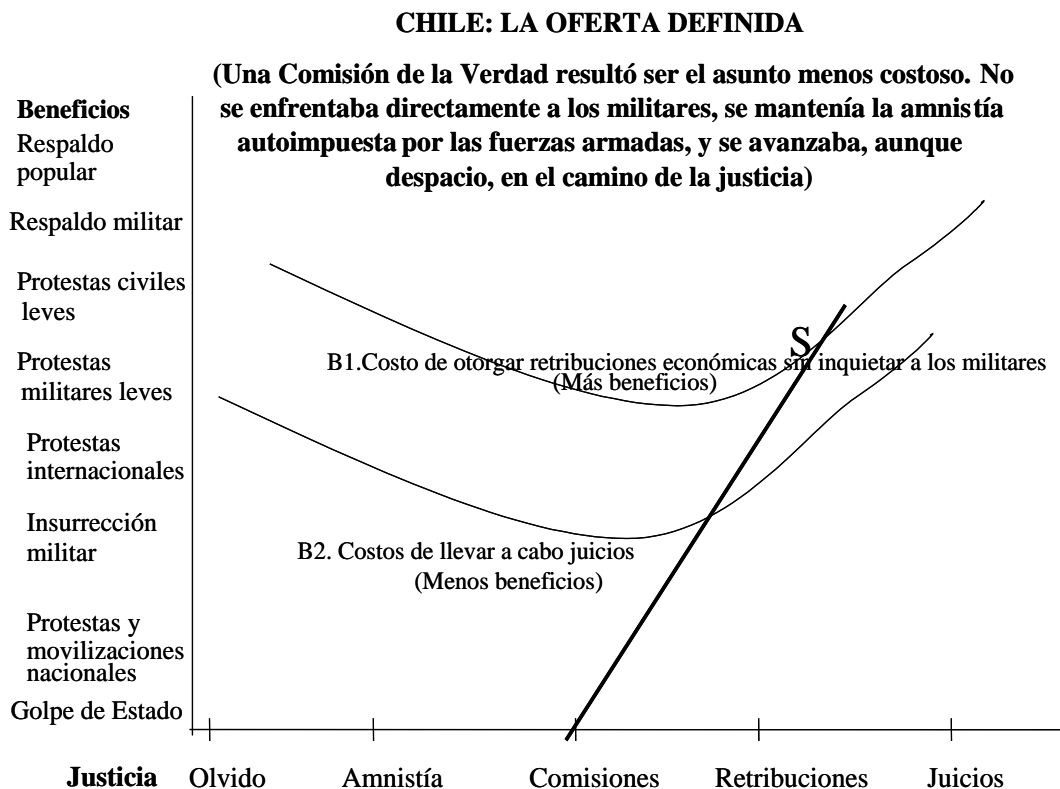 CHILE: LA OFERTA DEFINIDA
(Una Comisión de la Verdad resultó ser el asunto menos costoso. No
se enfrentaba directamente a los militares, se mantenía la amnistía
autoimpuesta por las fuerzas armadas, y se avanzaba, aunque
despacio, en el camino de la justicia)
Beneficios
Respaldo
popular
Respaldo militar
Protestas civiles
leves
Protestas
militares leves
Protestas
internacionales
Insurrección
militar
Protestas y
movilizaciones
nacionales
Golpe de Estado
S
B1.Costo de otorgar retribuciones económicas sin inquietar a los militares
(Más beneficios)
B2. Costos de llevar a cabo juicios
(Menos beneficios)
Justicia Olvido Amnistía Comisiones Retribuciones Juicios